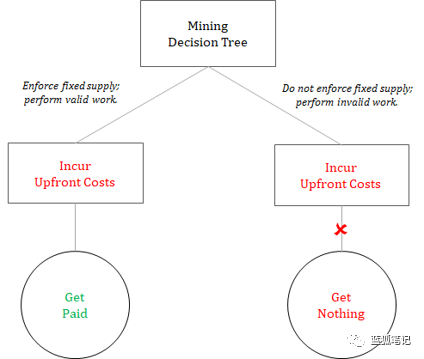 Mining
Decision Tree
Enforce fixed supply;
perform valid work.
Do not enforce fixed supply;
perform invalid work.
Incur
Upfront Costs
Incur
Upfront Costs
Get
Paid
Get
Nothing
蓝狐笔记